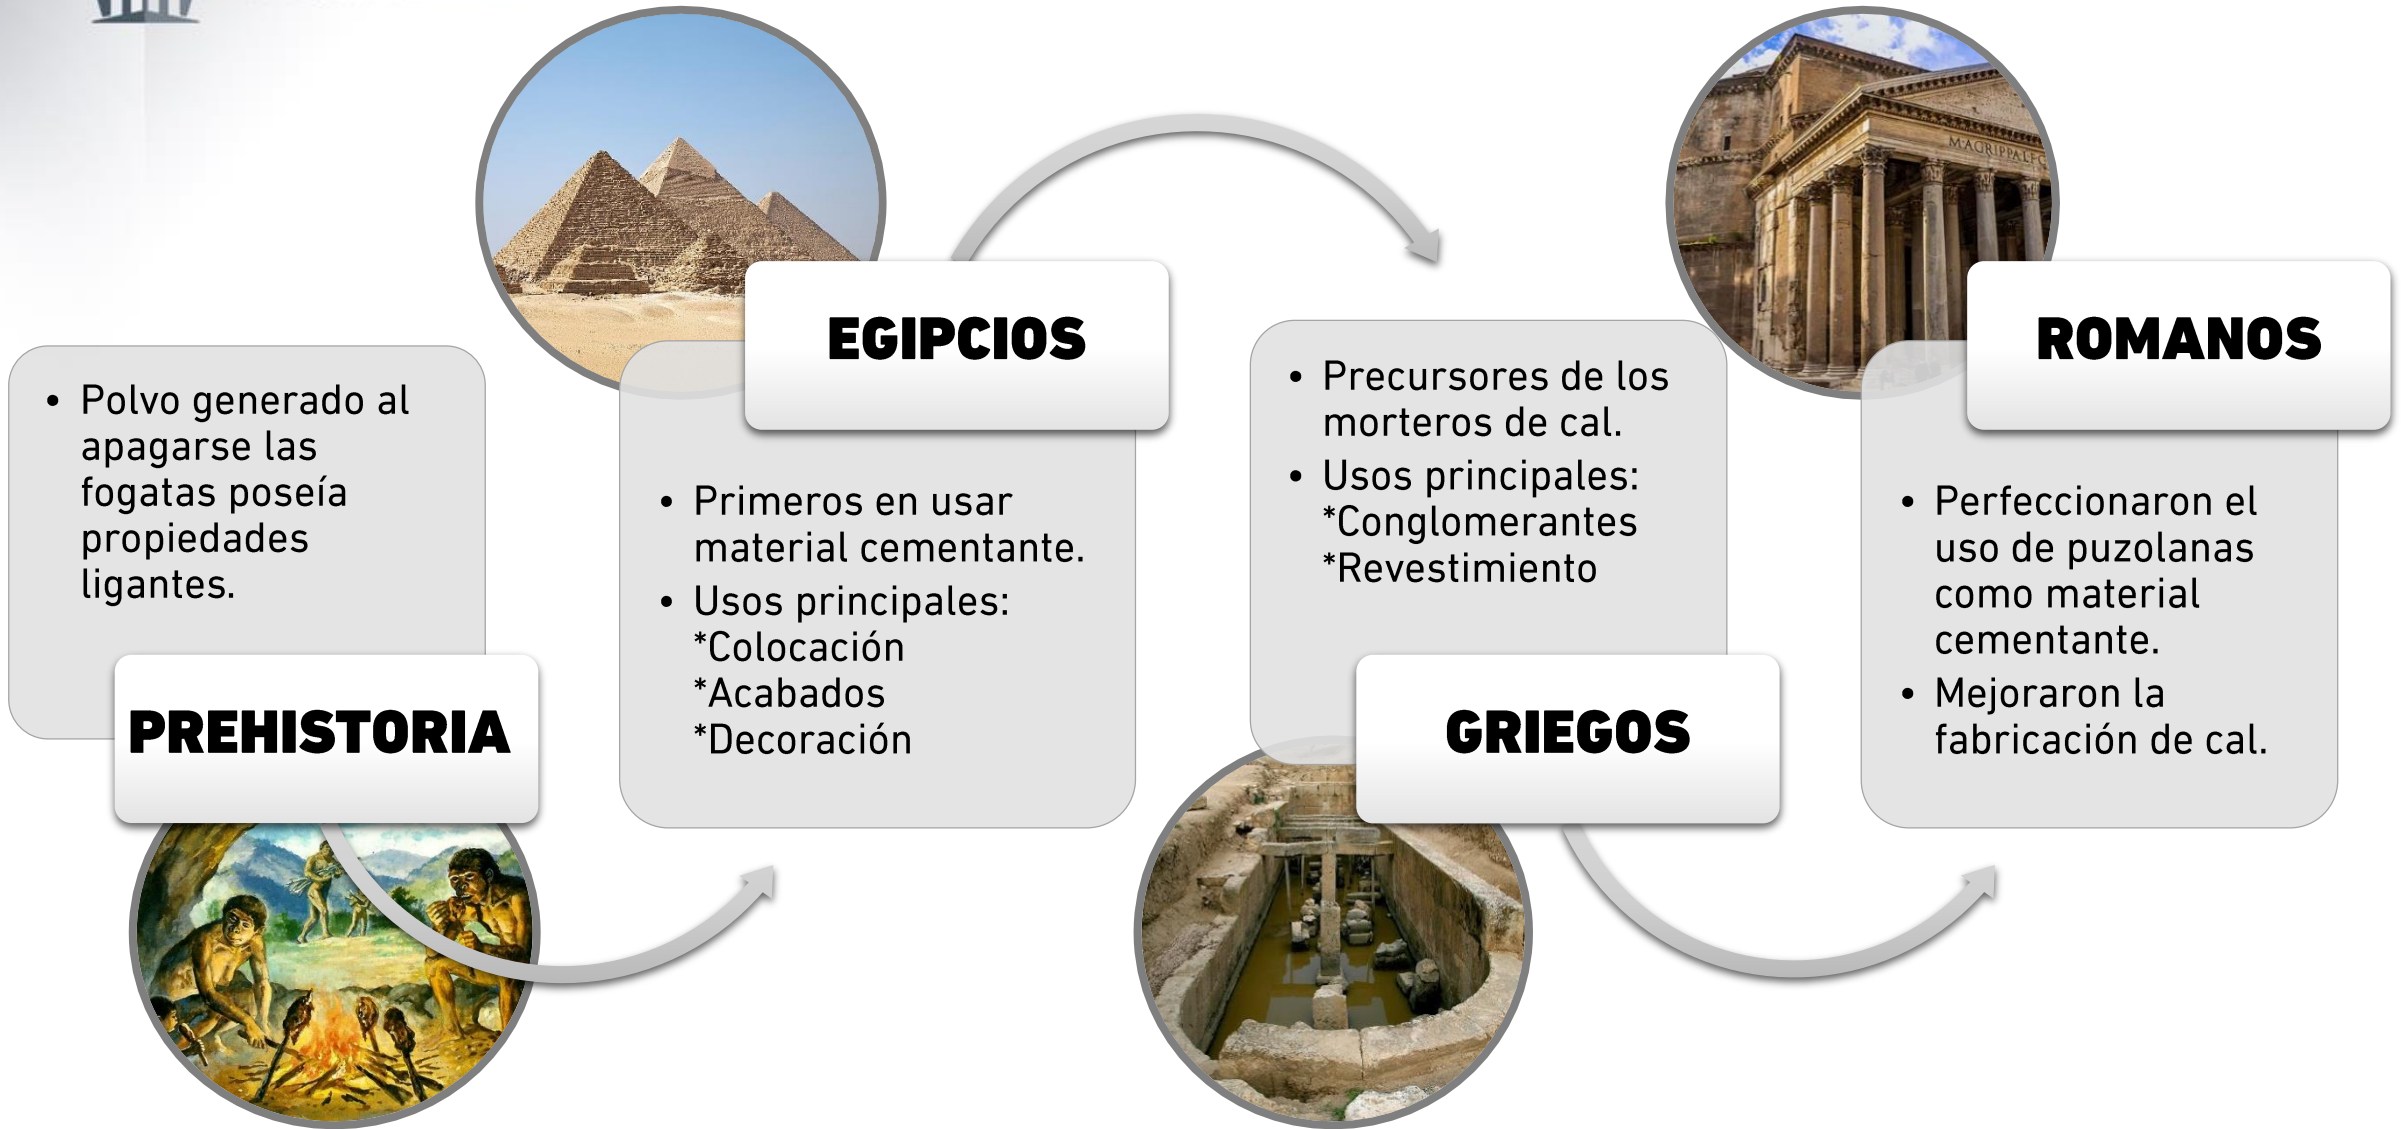 • Polvo generado al
apagarse las
fogatas poseía
propiedades
ligantes.
PREHISTORIA
EGIPCIOS
• Primeros en usar
material cementante.
• Usos principales:
*Colocación
*Acabados
*Decoración
• Precursores de los
morteros de cal.
• Usos principales:
*Conglomerantes
*Revestimiento
GRIEGOS
M·AGRIPPA·L·F·C
ROMANOS
• Perfeccionaron el
uso de puzolanas
como material
cementante.
• Mejoraron la
fabricación de cal.